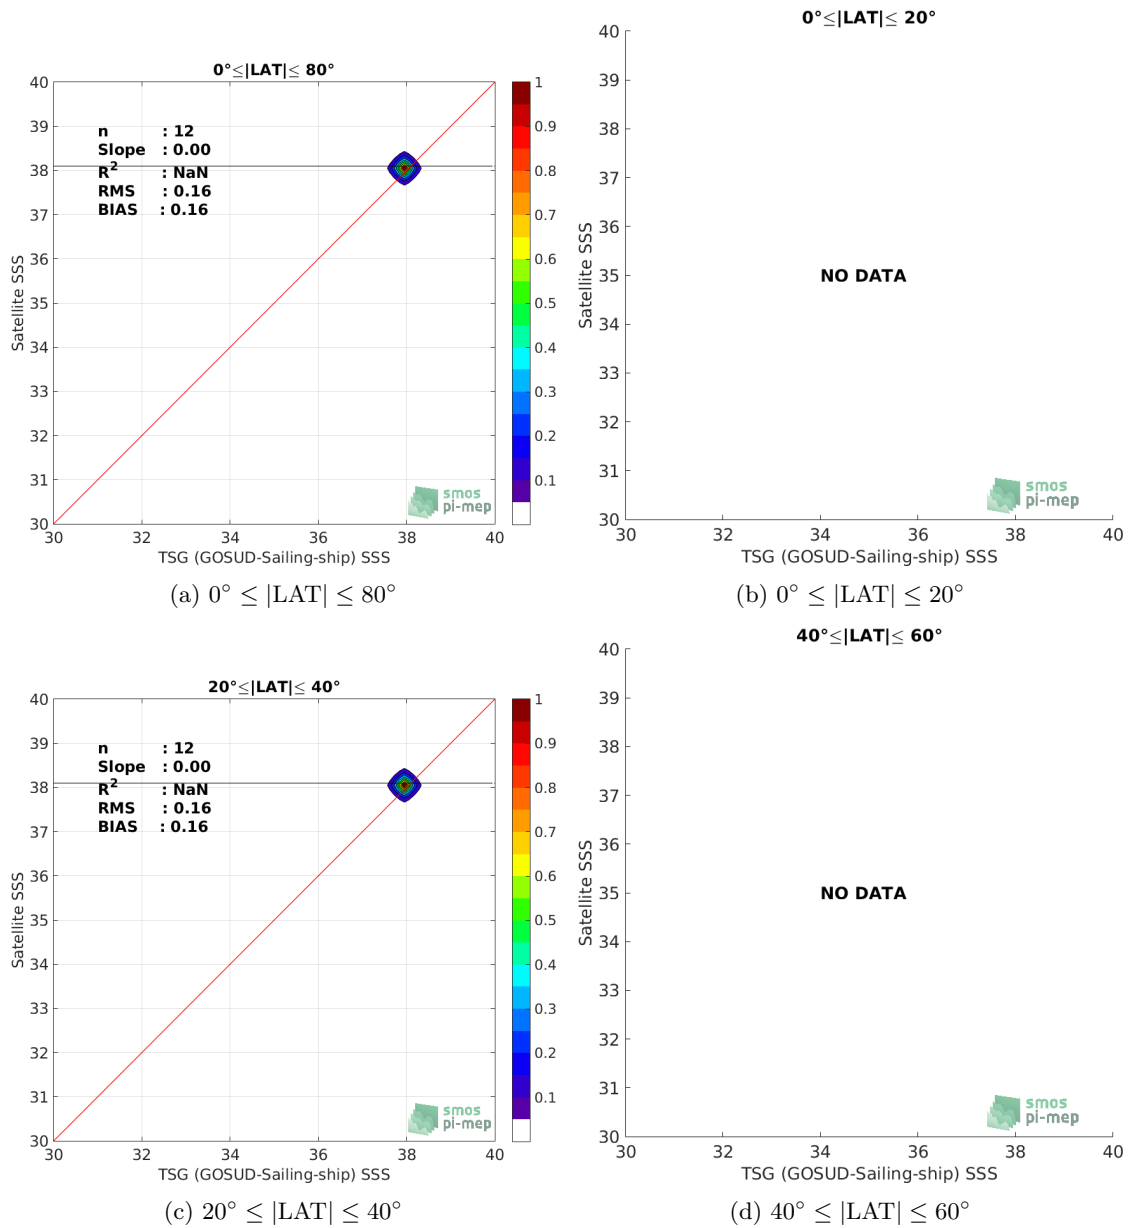 0°≤|LAT|≤ 80°
40
39
38
37
36
35
34
33
32
31
30
Satellite SSS
n : 12
Slope : 0.00
R2 : NaN
RMS : 0.16
BIAS : 0.16
1
0.9
0.8
0.7
0.6
0.5
0.4
0.3
0.2
0.1
smos
pi-mep
30 32 34 36 38 40
TSG (GOSUD-Sailing-ship) SSS
(a) 0° ≤ |LAT| ≤ 80°
0°≤|LAT|≤ 20°
40
39
38
37
36
35
34
33
32
31
30
Satellite SSS
NO DATA
smos
pi-mep
30 32 34 36 38 40
TSG (GOSUD-Sailing-ship) SSS
(b) 0° ≤ |LAT| ≤ 20°
20°≤|LAT|≤ 40°
40
39
38
37
36
35
34
33
32
31
30
Satellite SSS
n : 12
Slope : 0.00
R2 : NaN
RMS : 0.16
BIAS : 0.16
1
0.9
0.8
0.7
0.6
0.5
0.4
0.3
0.2
0.1
smos
pi-mep
30 32 34 36 38 40
TSG (GOSUD-Sailing-ship) SSS
(c) 20° ≤ |LAT| ≤ 40°
40°≤|LAT|≤ 60°
40
39
38
37
36
35
34
33
32
31
30
Satellite SSS
NO DATA
smos
pi-mep
30 32 34 36 38 40
TSG (GOSUD-Sailing-ship) SSS
(d) 40° ≤ |LAT| ≤ 60°